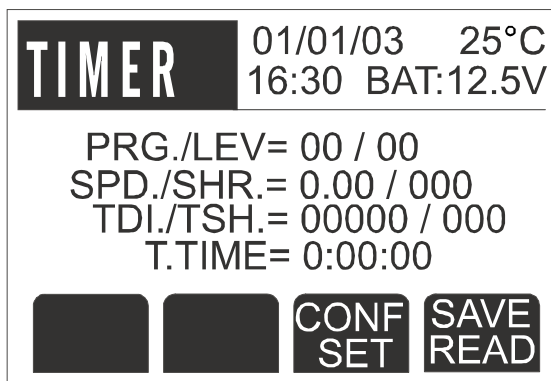 TIMER
01/01/03 25°C
16:30 BAT:12.5V
PRG./LEV= 00 / 00
SPD./SHR.= 0.00 / 000
TDI./TSH.= 00000 / 000
T.TIME= 0:00:00
CONF
SET
SAVE
READ